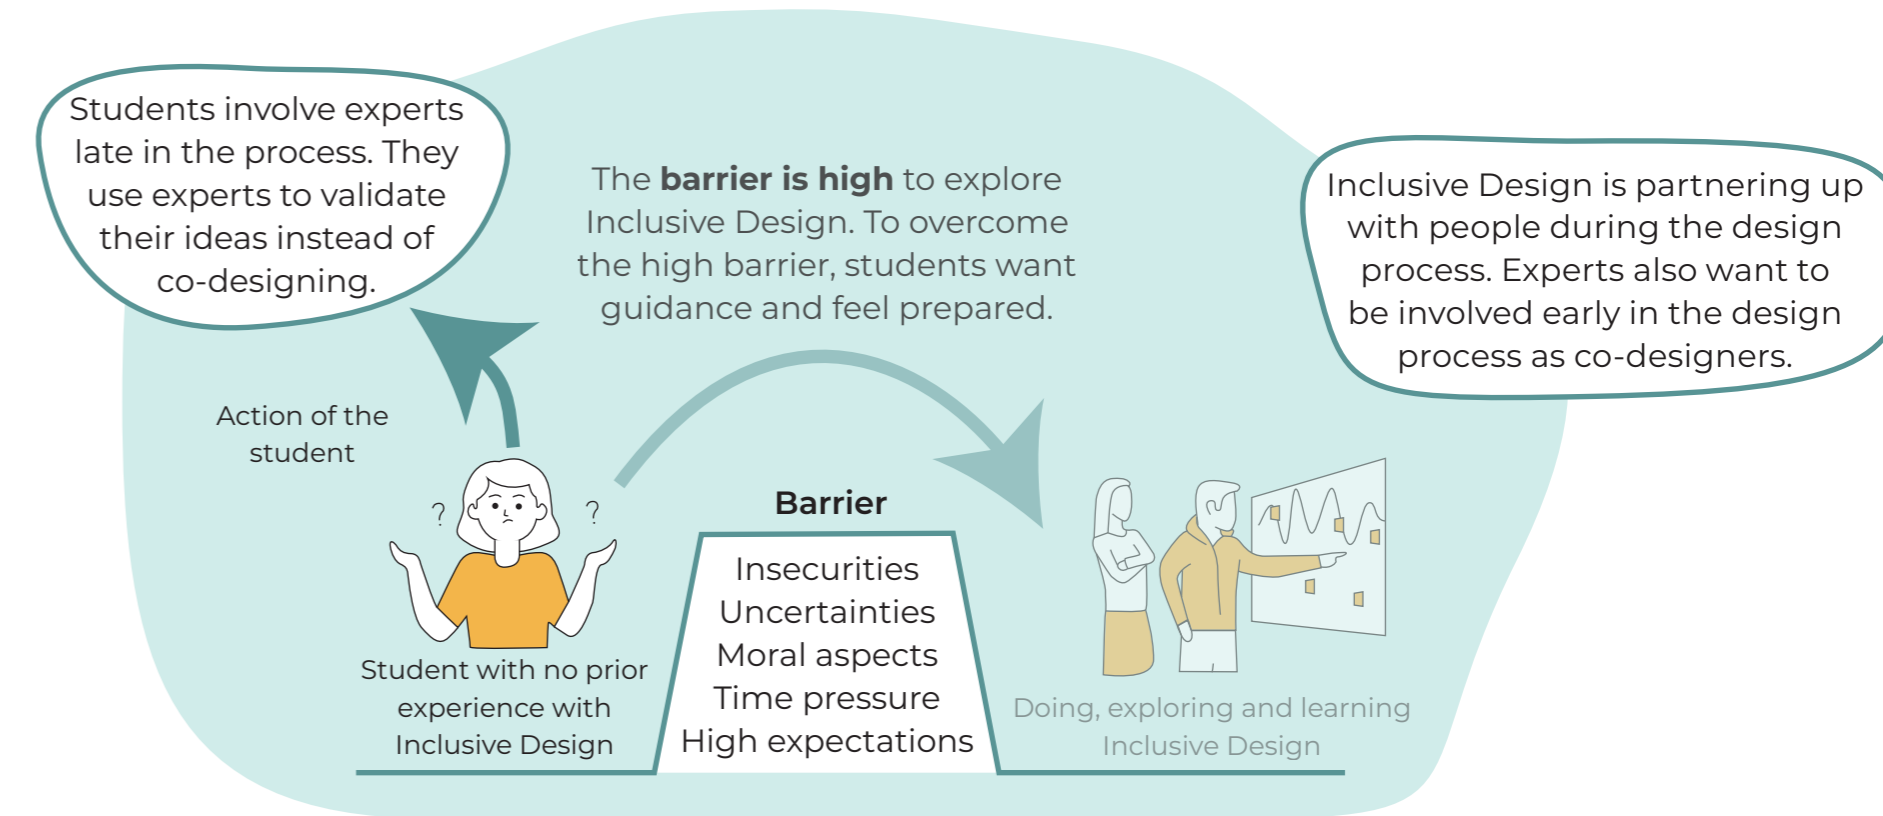 Students involve experts
late in the process. They
use experts to validate
their ideas instead of
co-designing.
The barrier is high to explore
Inclusive Design. To overcome
the high barrier, students want
guidance and feel prepared.
Inclusive Design is partnering up
with people during the design
process. Experts also want to
be involved early in the design
process as co-designers.
Action of the
student
? ?
Student with no prior
experience with
Inclusive Design
Barrier
Insecurities
Uncertainties
Moral aspects
Time pressure
High expectations
Doing, exploring and learning
Inclusive Design